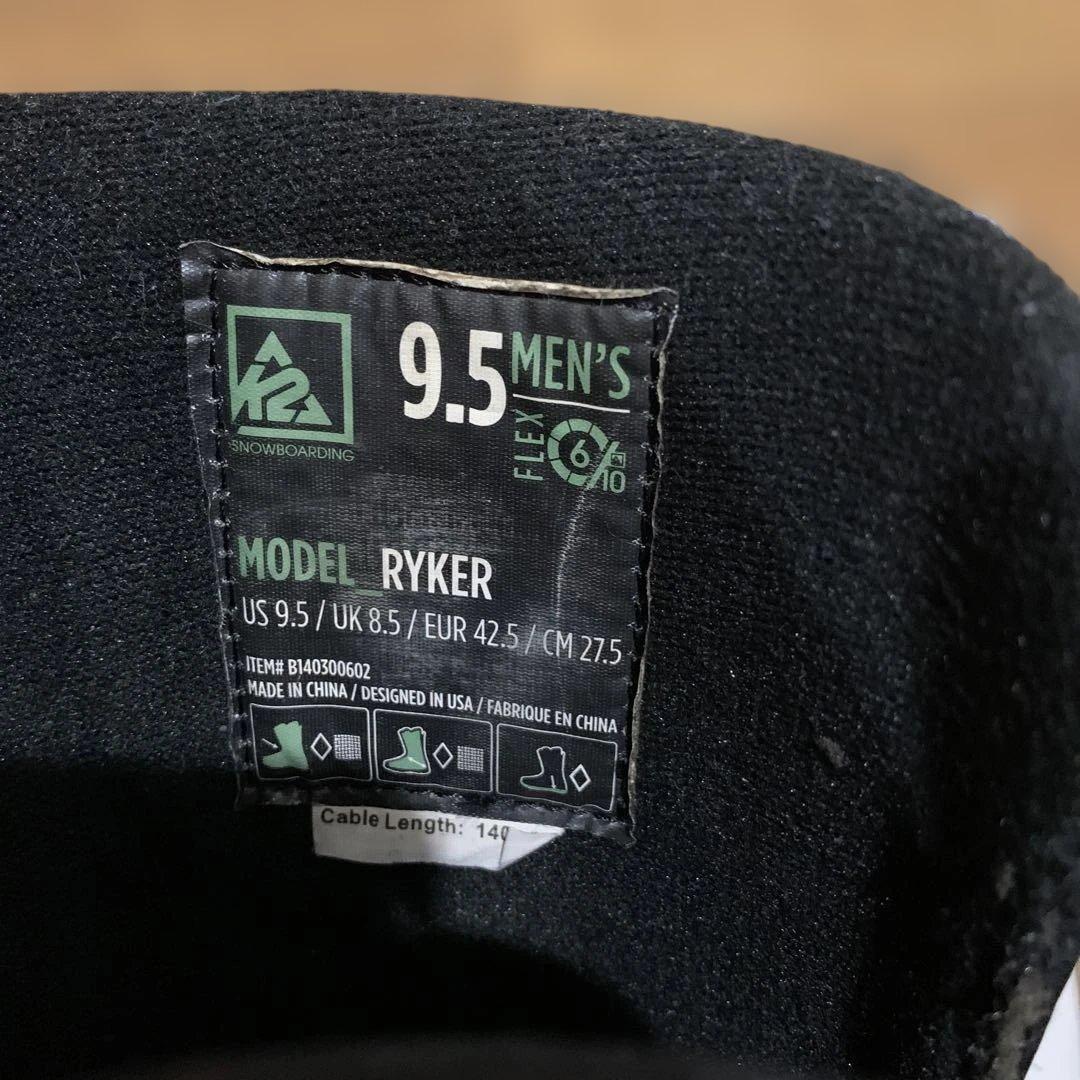 K2
SNOWBOARDING
9.5 MEN'S
FLEX 6/10
MODEL_RYKER
US 9.5 / UK 8.5 / EUR 42.5 / CM 27.5
ITEM# B140300602
MADE IN CHINA / DESIGNED IN USA / FABRIQUE EN CHINA
Cable Length: 140